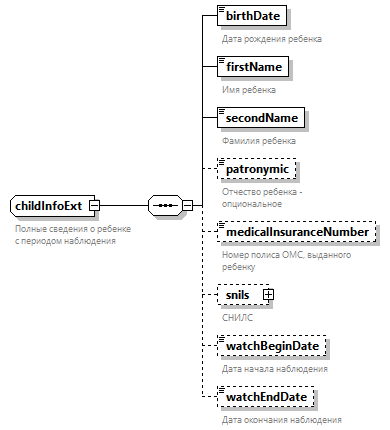 birthDate
Дата рождения ребенка
firstName
Имя ребенка
secondName
Фамилия ребенка
patronymic
Отчество ребенка -
опциональное
childInfoExt
Полные сведения о ребенке
с периодом наблюдения
medicalInsuranceNumber
Номер полиса ОМС, выданного
ребенку
snils
СНИЛС
watchBeginDate
Дата начала наблюдения
watchEndDate
Дата окончания наблюдения